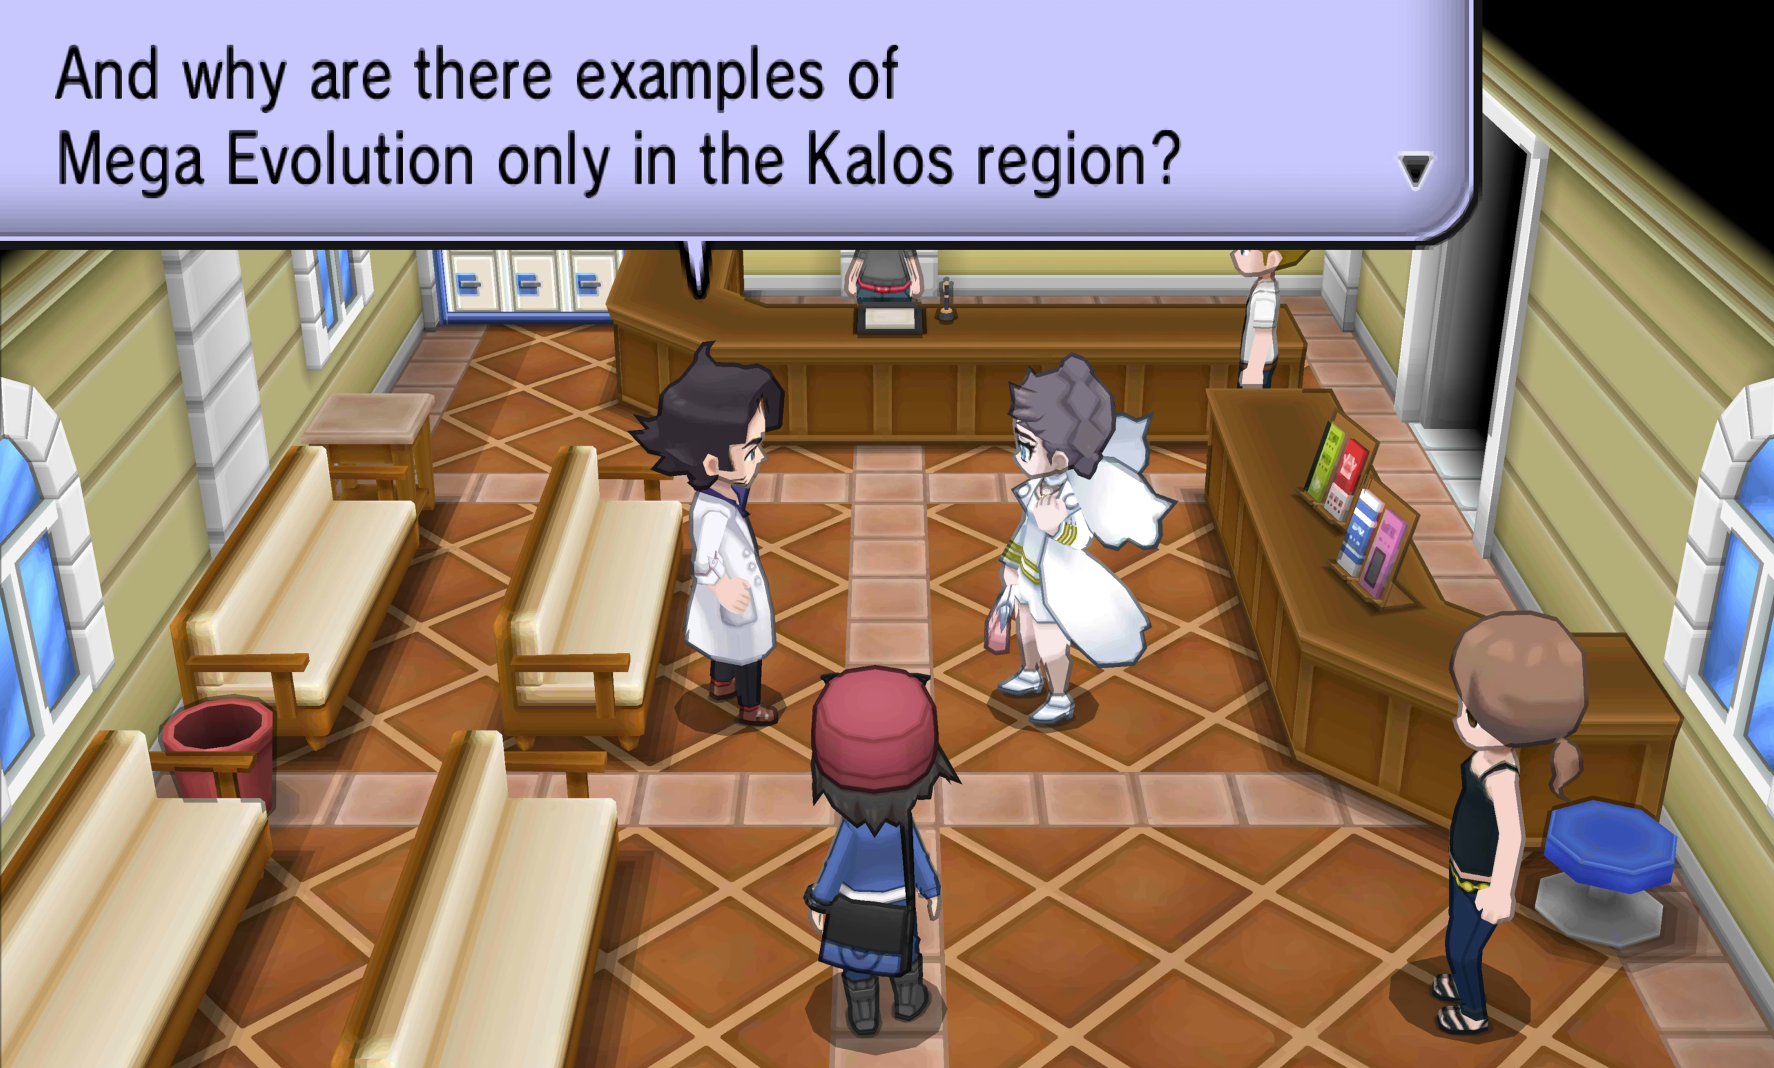 And why are there examples of
Mega Evolution only in the Kalos region?